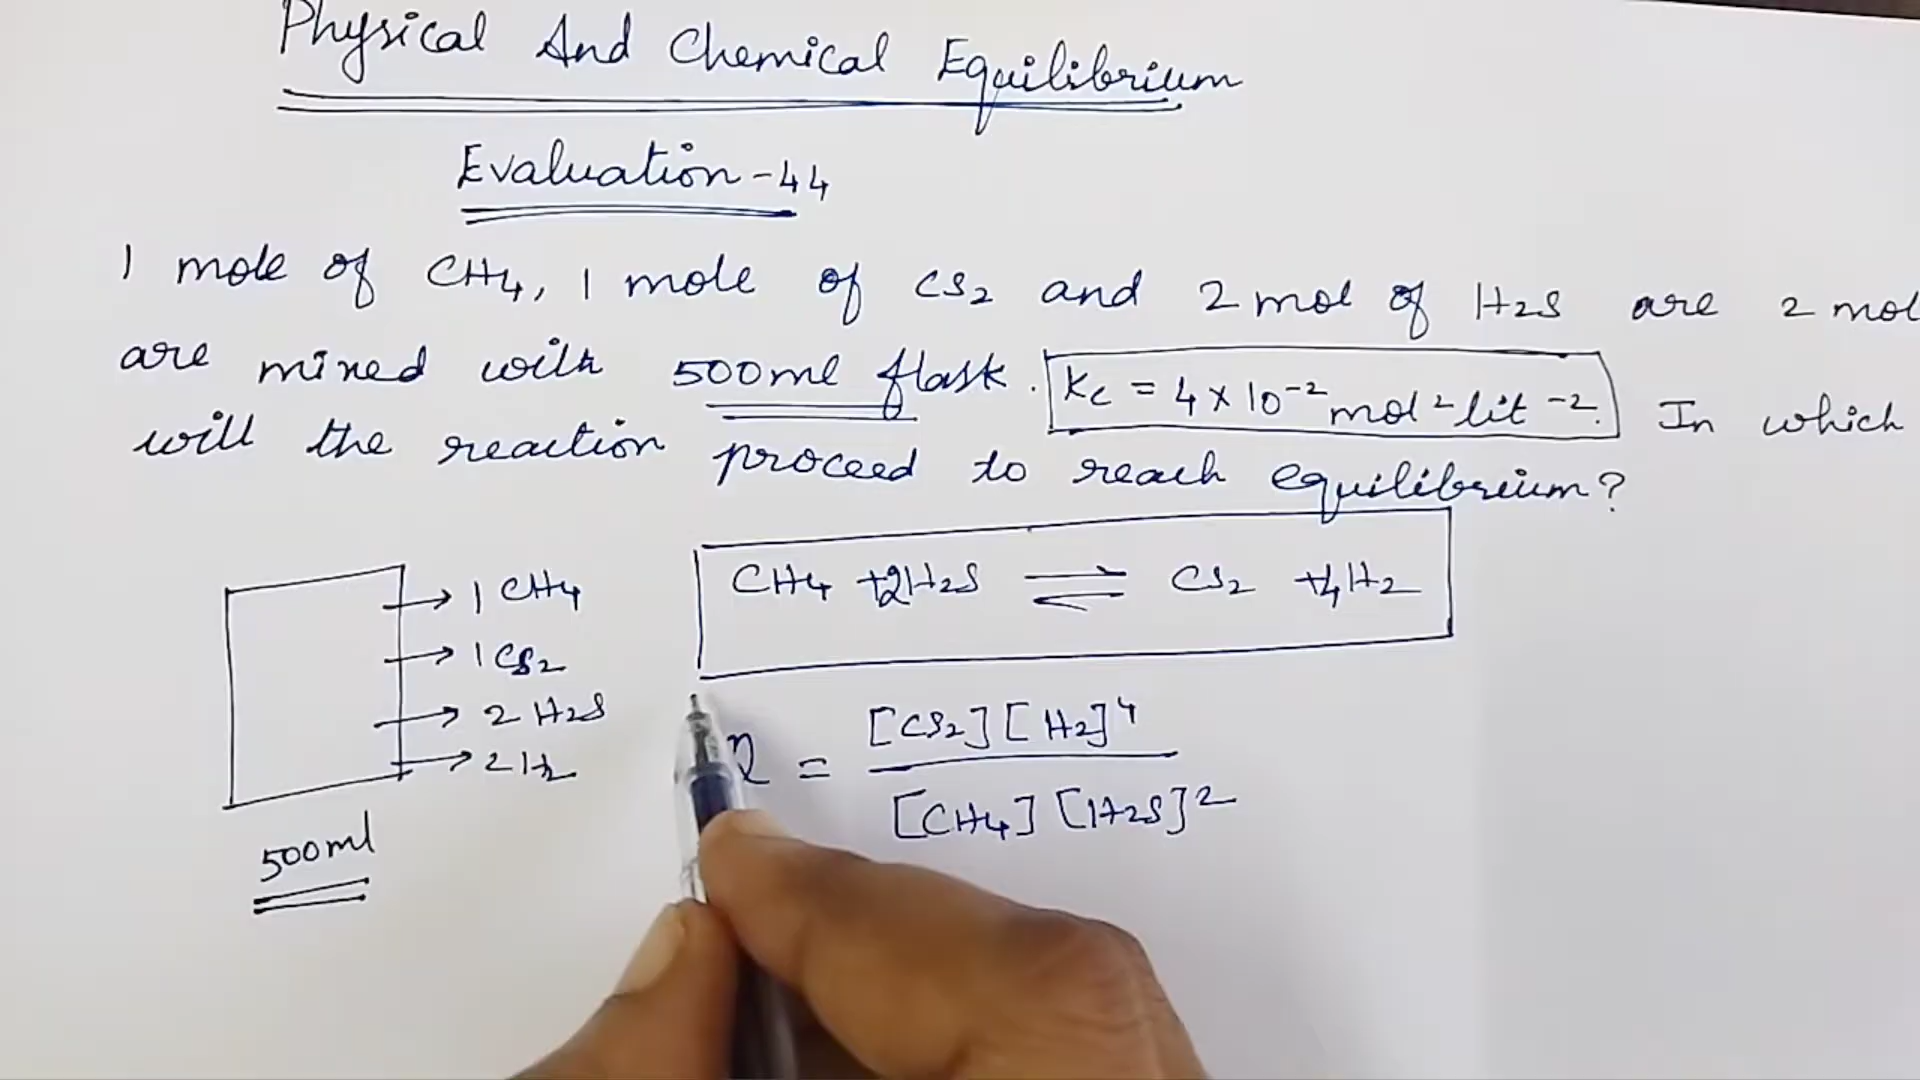 Physical And Chemical Equilibrium
Evaluation - 44
1 mole of CH4, 1 mole of CS2 and 2 mol of H2S are 2 mol
are mixed with 500ml flask. Kc = 4 x 10⁻² mol² lit⁻². In which
will the reaction proceed to reach equilibrium?
CH4 + 2H2S ⇌ CS2 + 4H2
→ 1 CH4
→ 1 CS2
→ 2 H2S
→ 2 H2
500ml
Q = [CS2] [H2]⁴
[CH4] [H2S]²